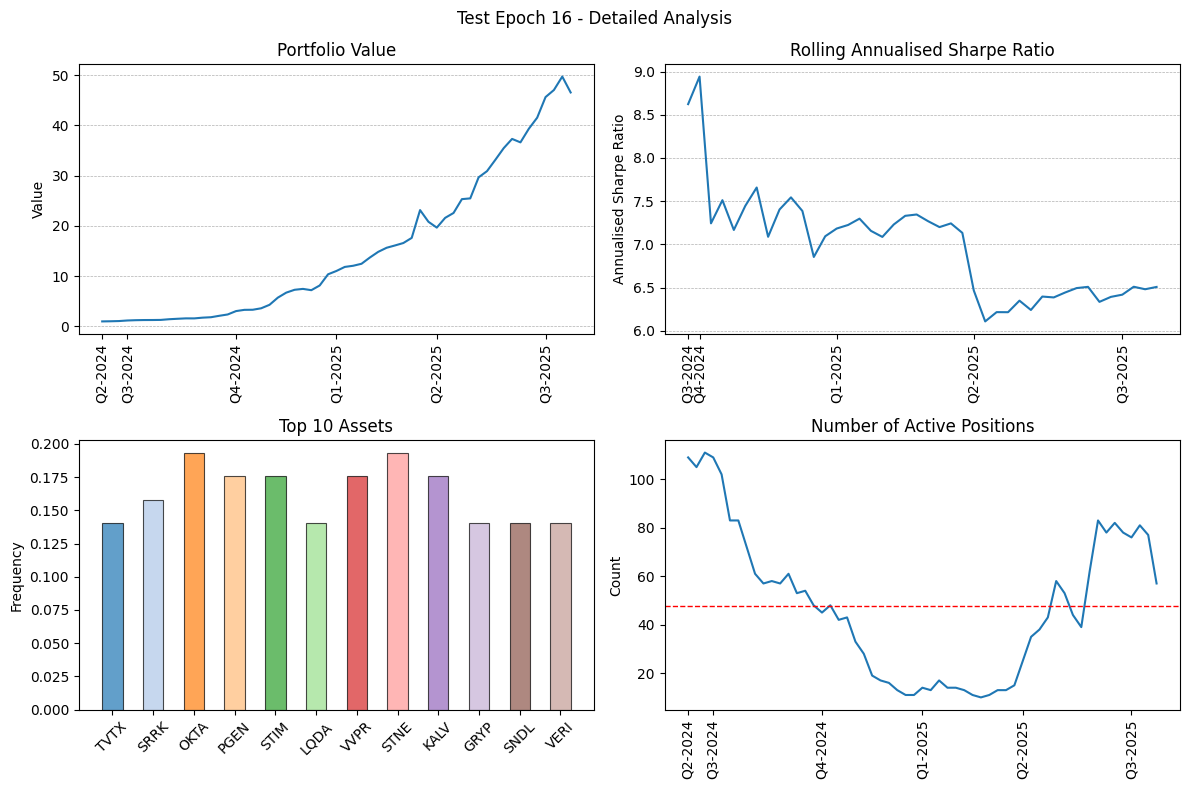 Test Epoch 16 - Detailed Analysis
Portfolio Value
Value
50
40
30
20
10
0
Q2-2024
Q3-2024
Q4-2024
Q1-2025
Q2-2025
Q3-2025
Rolling Annualised Sharpe Ratio
Annualised Sharpe Ratio
9.0
8.5
8.0
7.5
7.0
6.5
6.0
Q3-2024
Q4-2024
Q1-2025
Q2-2025
Q3-2025
Top 10 Assets
Frequency
0.200
0.175
0.150
0.125
0.100
0.075
0.050
0.025
0.000
TVTX
SRRK
OKTA
PGEN
STIM
LQDA
VVPR
STNE
KALV
GRYP
SNDL
VERI
Number of Active Positions
Count
100
80
60
40
20
Q2-2024
Q3-2024
Q4-2024
Q1-2025
Q2-2025
Q3-2025